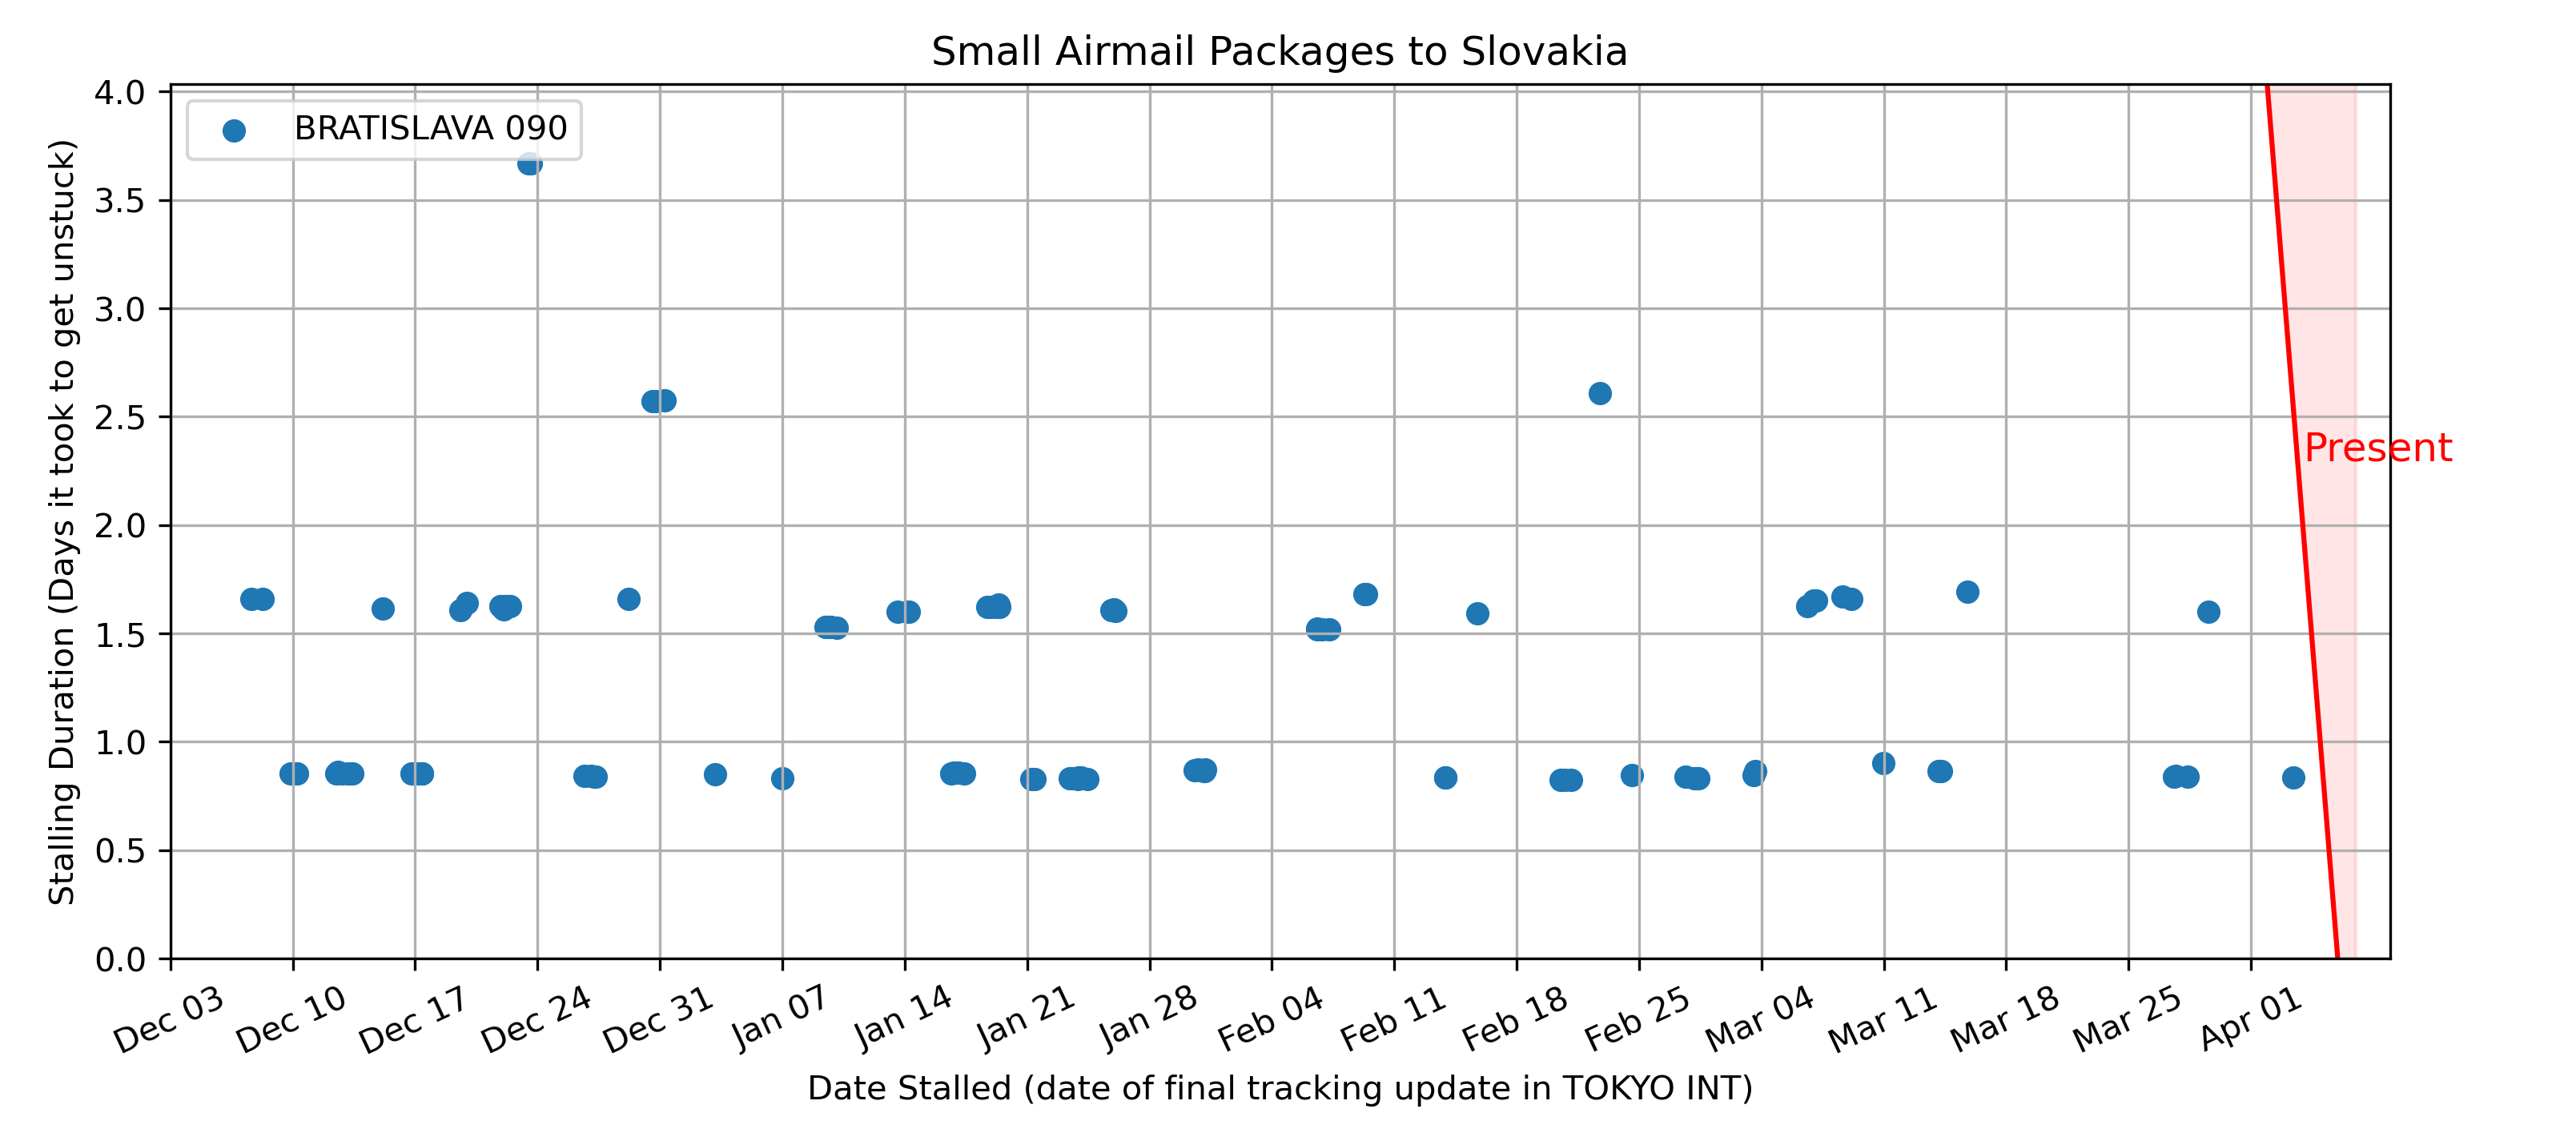 Small Airmail Packages to Slovakia
BRATISLAVA 090
Stalling Duration (Days it took to get unstuck)
4.0
3.5
3.0
2.5
2.0
1.5
1.0
0.5
0.0
Present
Dec 03
Dec 10
Dec 17
Dec 24
Dec 31
Jan 07
Jan 14
Jan 21
Jan 28
Feb 04
Feb 11
Feb 18
Feb 25
Mar 04
Mar 11
Mar 18
Mar 25
Apr 01
Date Stalled (date of final tracking update in TOKYO INT)